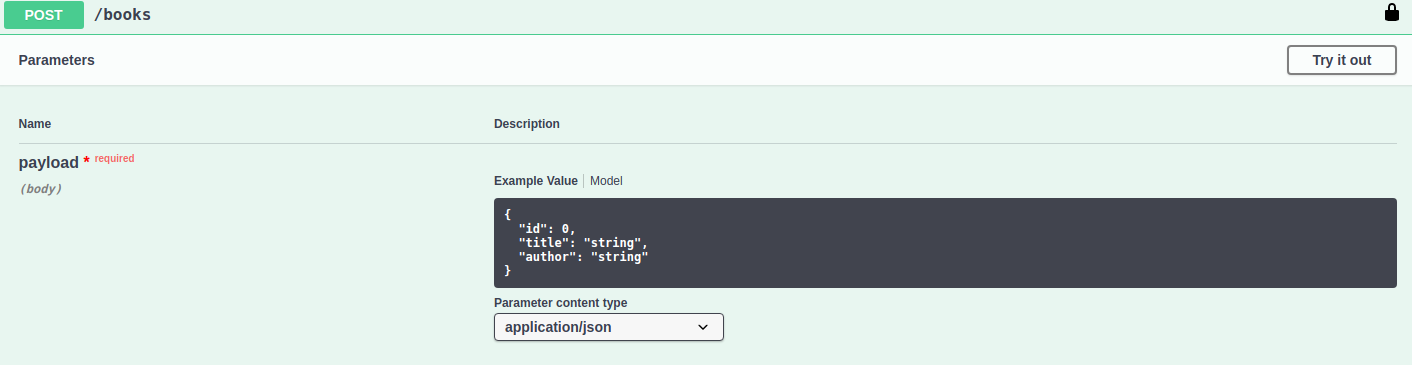 POST /books
Parameters Try it out
Name Description
payload * required
(body)
Example Value Model
{
  "id": 0,
  "title": "string",
  "author": "string"
}
Parameter content type
application/json